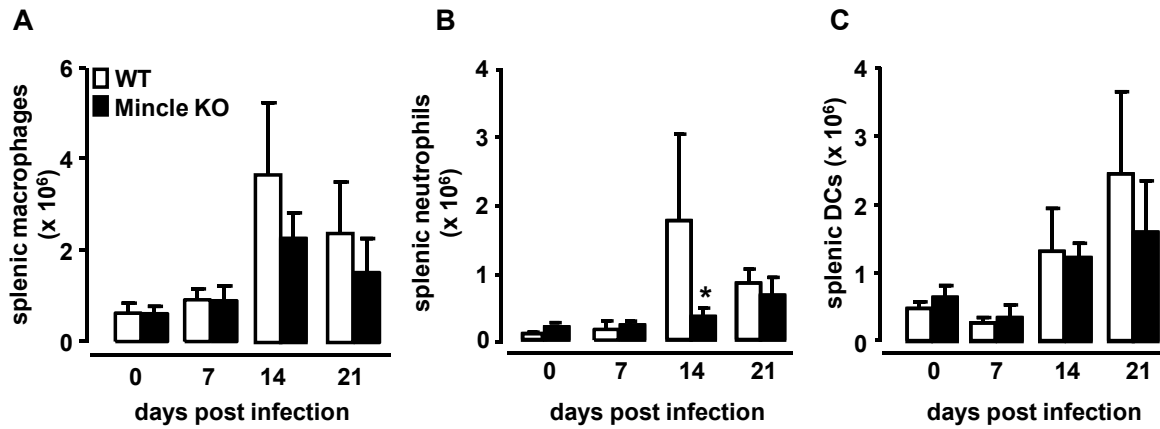 A
splenic macrophages
(x 10⁶)
6
4
2
0
WT
Mincle KO
0 7 14 21
days post infection
B
splenic neutrophils
(x 10⁶)
4
3
2
1
0
*
0 7 14 21
days post infection
C
splenic DCs (x 10⁶)
4
3
2
1
0
0 7 14 21
days post infection